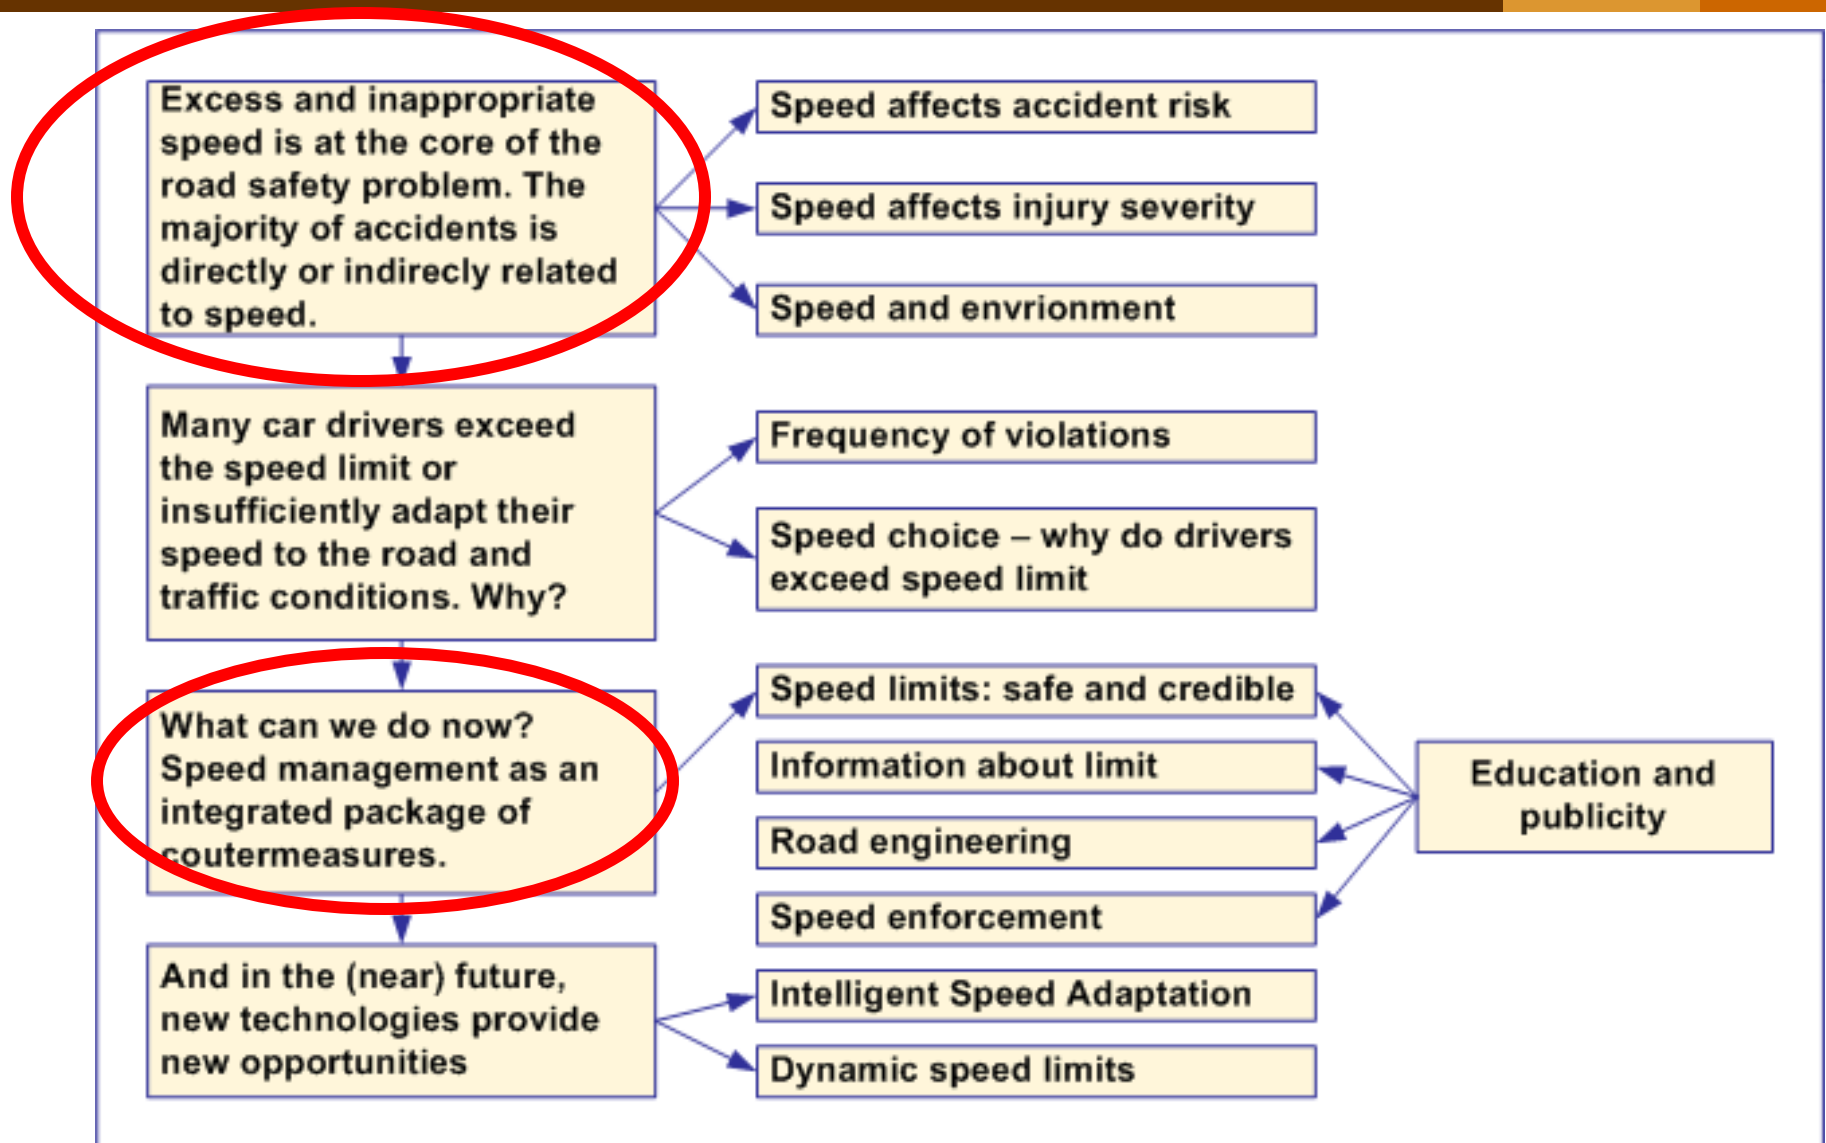 Excess and inappropriate
speed is at the core of the
road safety problem. The
majority of accidents is
directly or indirecly related
to speed.
Speed affects accident risk
Speed affects injury severity
Speed and envrionment
Many car drivers exceed
the speed limit or
insufficiently adapt their
speed to the road and
traffic conditions. Why?
Frequency of violations
Speed choice – why do drivers
exceed speed limit
What can we do now?
Speed management as an
integrated package of
coutermeasures.
Speed limits: safe and credible
Information about limit
Road engineering
Speed enforcement
Education and
publicity
And in the (near) future,
new technologies provide
new opportunities
Intelligent Speed Adaptation
Dynamic speed limits